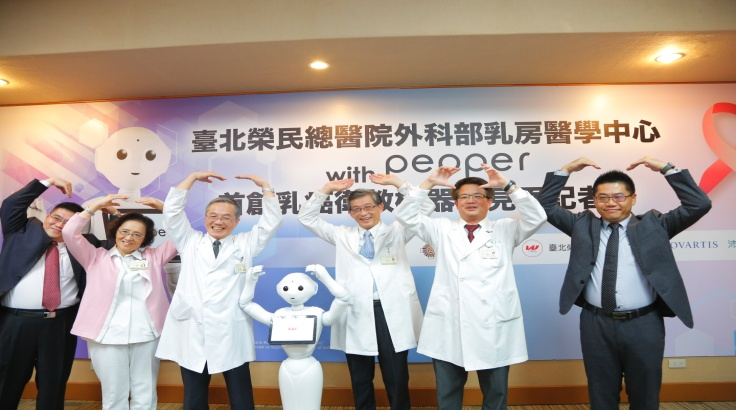 臺北榮民總醫院外科部乳房醫學中心
with pepper
首創乳癌衛教機器
記者
臺北榮
NOVARTIS